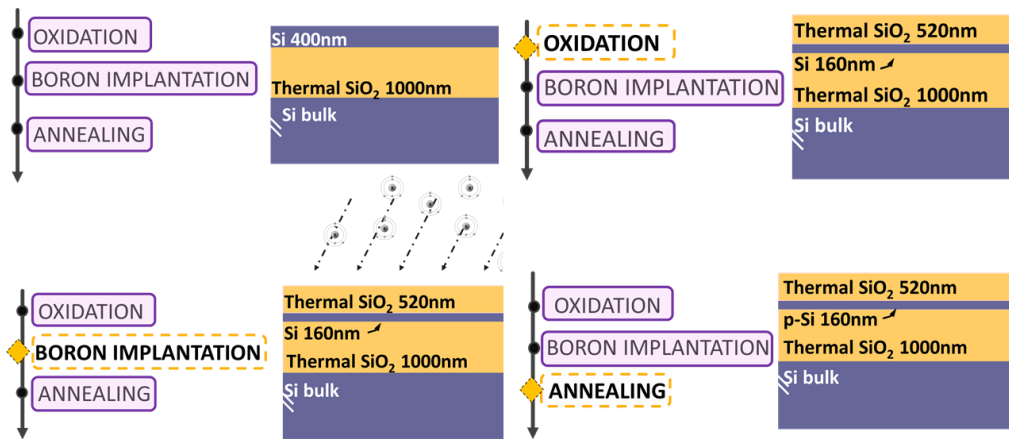 OXIDATION
BORON IMPLANTATION
ANNEALING
Si 400nm
Thermal SiO₂ 1000nm
Si bulk
OXIDATION
BORON IMPLANTATION
ANNEALING
Thermal SiO₂ 520nm
Si 160nm
Thermal SiO₂ 1000nm
Si bulk
OXIDATION
BORON IMPLANTATION
ANNEALING
Thermal SiO₂ 520nm
Si 160nm
Thermal SiO₂ 1000nm
Si bulk
OXIDATION
BORON IMPLANTATION
ANNEALING
Thermal SiO₂ 520nm
p-Si 160nm
Thermal SiO₂ 1000nm
Si bulk